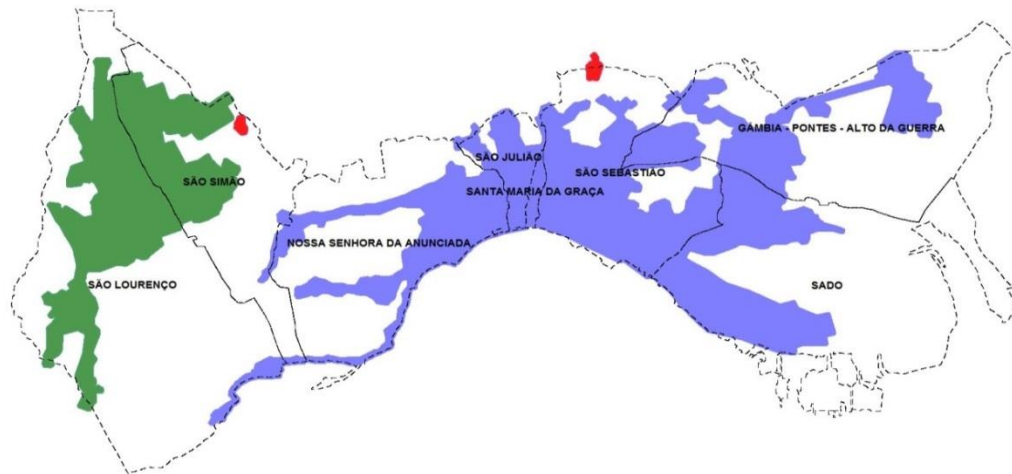 GÂMBIA - PONTES - ALTO DA GUERRA
SÃO JULIÃO
SÃO SIMÃO
SÃO SEBASTIÃO
SANTA MARIA DA GRAÇA
NOSSA SENHORA DA ANUNCIADA
SÃO LOURENÇO
SADO